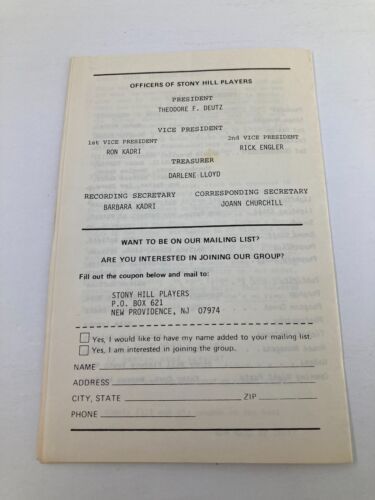 OFFICERS OF STONY HILL PLAYERS
PRESIDENT
THEODORE F. DEUTZ
VICE PRESIDENT
1st VICE PRESIDENT 2nd VICE PRESIDENT
RON KADRI RICK ENGLER
TREASURER
DARLENE LLOYD
RECORDING SECRETARY CORRESPONDING SECRETARY
BARBARA KADRI JOANN CHURCHILL
WANT TO BE ON OUR MAILING LIST?
ARE YOU INTERESTED IN JOINING OUR GROUP?
Fill out the coupon below and mail to:
STONY HILL PLAYERS
P.O. BOX 621
NEW PROVIDENCE, NJ 07974
Yes, I would like to have my name added to your mailing list.
Yes, I am interested in joining the group.
NAME
ADDRESS
CITY, STATE ZIP
PHONE